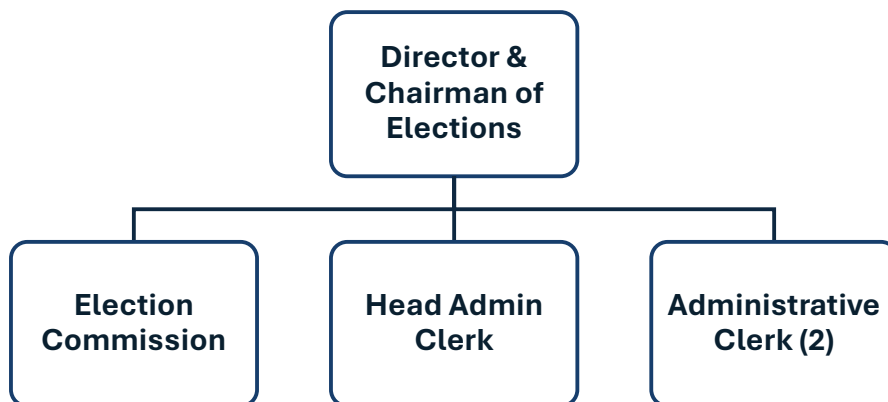 Director &
Chairman of
Elections
Election
Commission
Head Admin
Clerk
Administrative
Clerk (2)